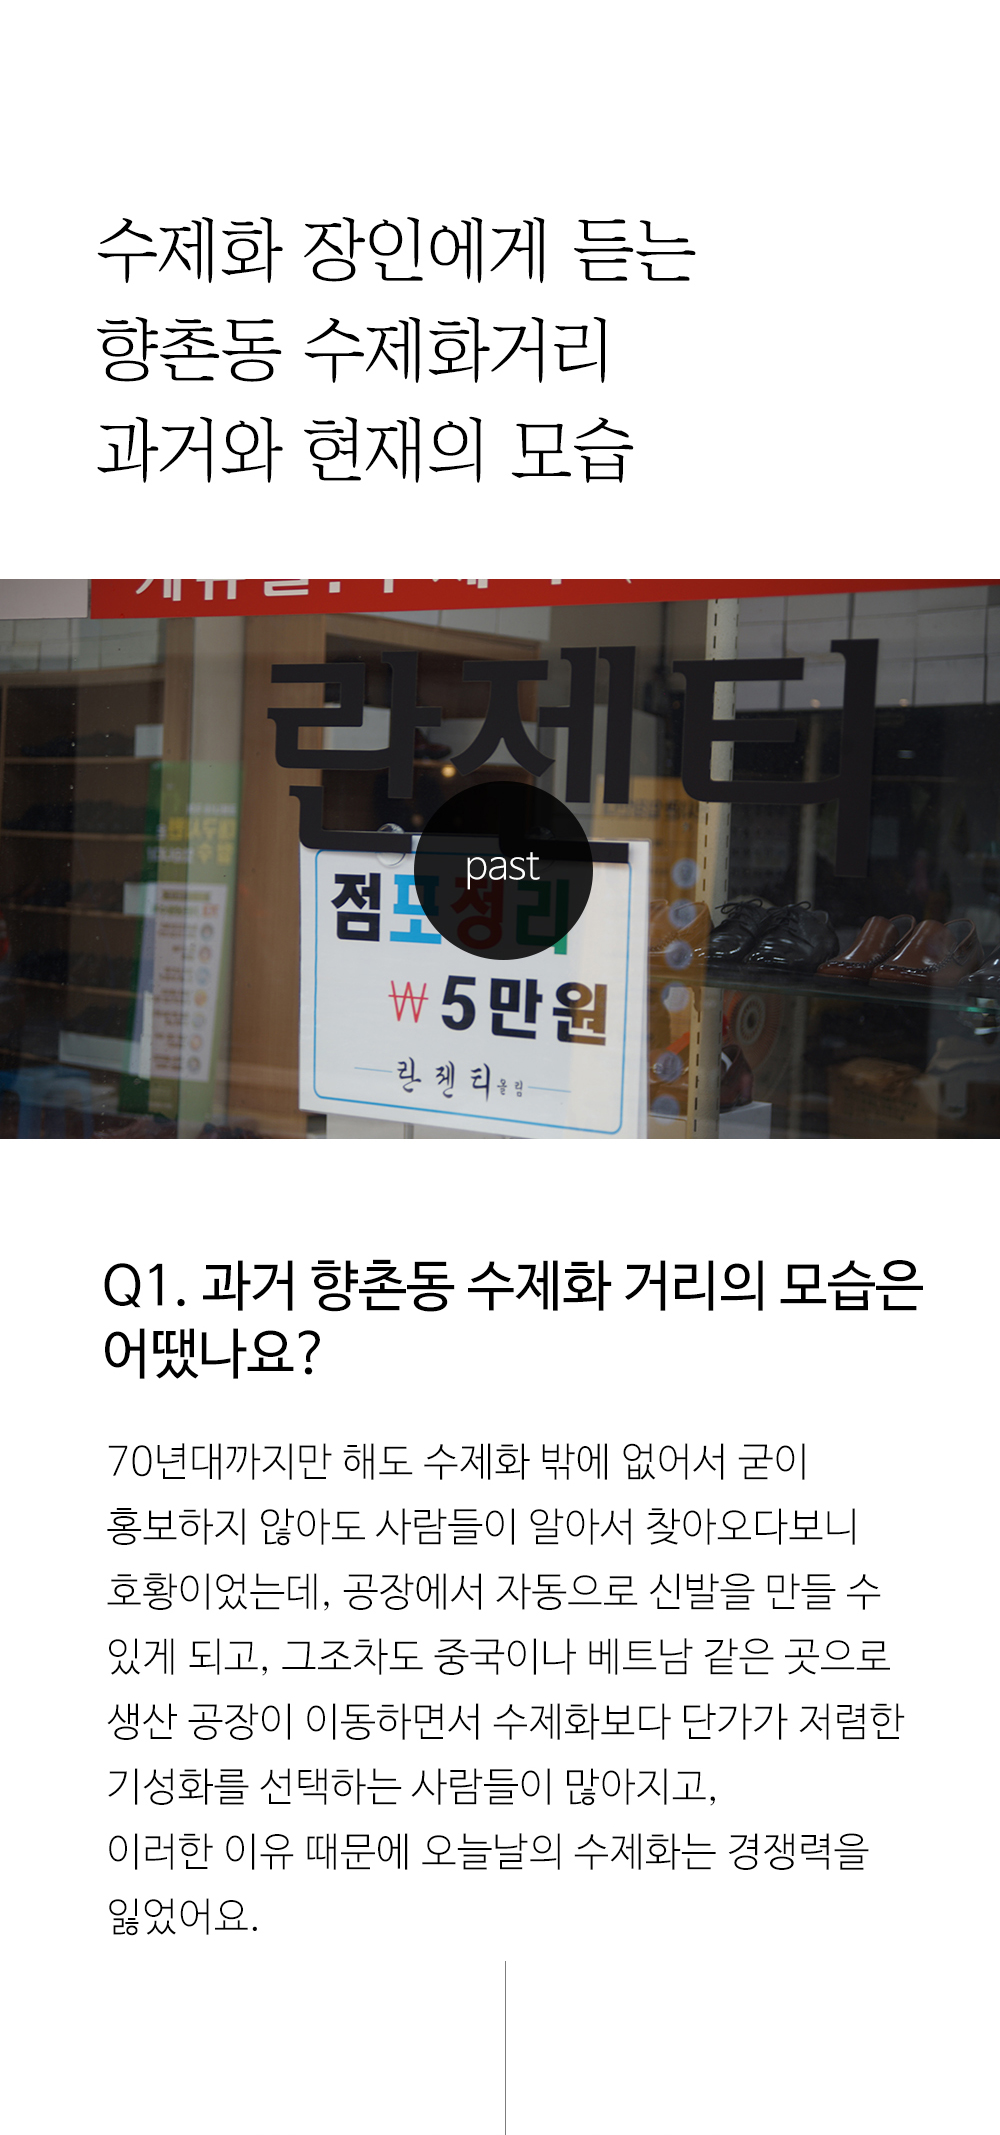 수제화 장인에게 듣는
향촌동 수제화거리
과거와 현재의 모습
란제티
past
점포정리
₩5만원
란젠티올림
Q1. 과거 향촌동 수제화 거리의 모습은
어땠나요?
70년대까지만 해도 수제화 밖에 없어서 굳이
홍보하지 않아도 사람들이 알아서 찾아오다보니
호황이었는데, 공장에서 자동으로 신발을 만들 수
있게 되고, 그조차도 중국이나 베트남 같은 곳으로
생산 공장이 이동하면서 수제화보다 단가가 저렴한
기성화를 선택하는 사람들이 많아지고,
이러한 이유 때문에 오늘날의 수제화는 경쟁력을
잃었어요.